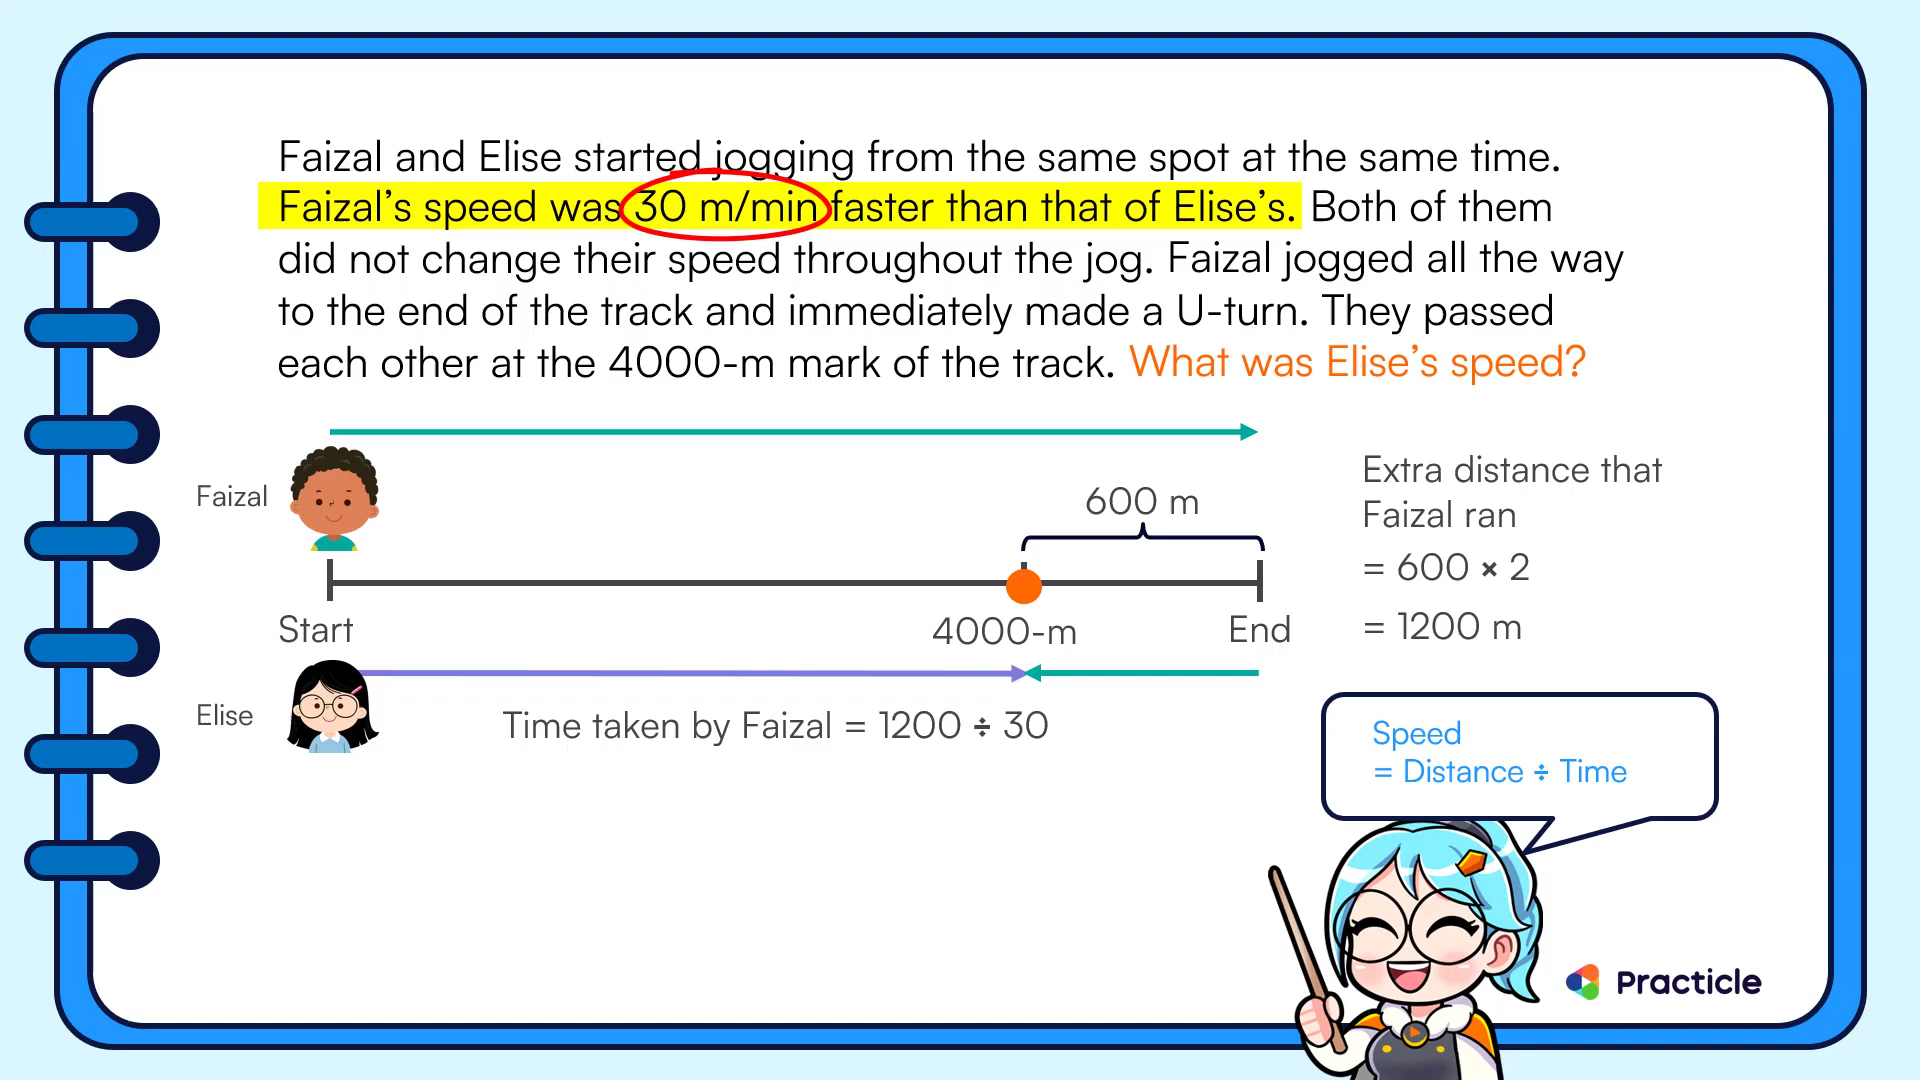 Faizal and Elise started jogging from the same spot at the same time.
Faizal's speed was 30 m/min faster than that of Elise's. Both of them
did not change their speed throughout the jog. Faizal jogged all the way
to the end of the track and immediately made a U-turn. They passed
each other at the 4000-m mark of the track. What was Elise's speed?
Faizal
600 m
Start
4000-m
End
Elise
Time taken by Faizal = 1200 ÷ 30
Extra distance that
Faizal ran
= 600 × 2
= 1200 m
Speed
= Distance ÷ Time
Practicle